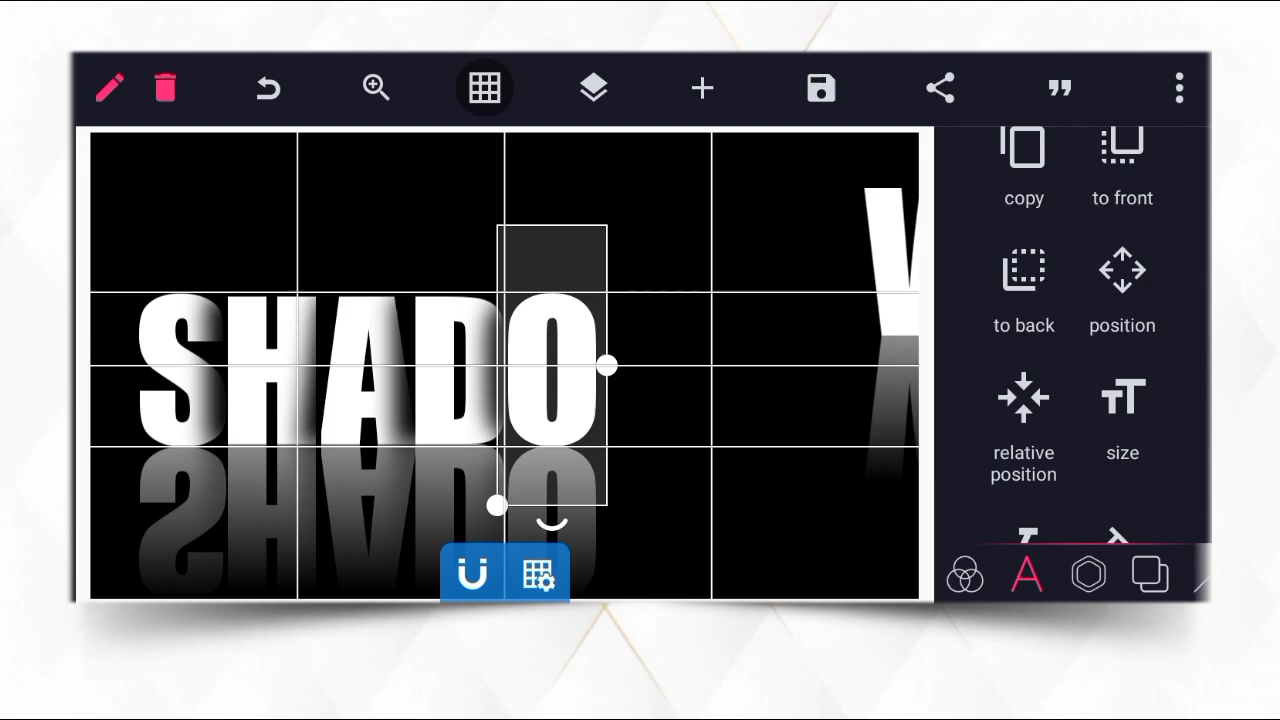 copy
to front
SHADO
W
to back
position
relative
position
size